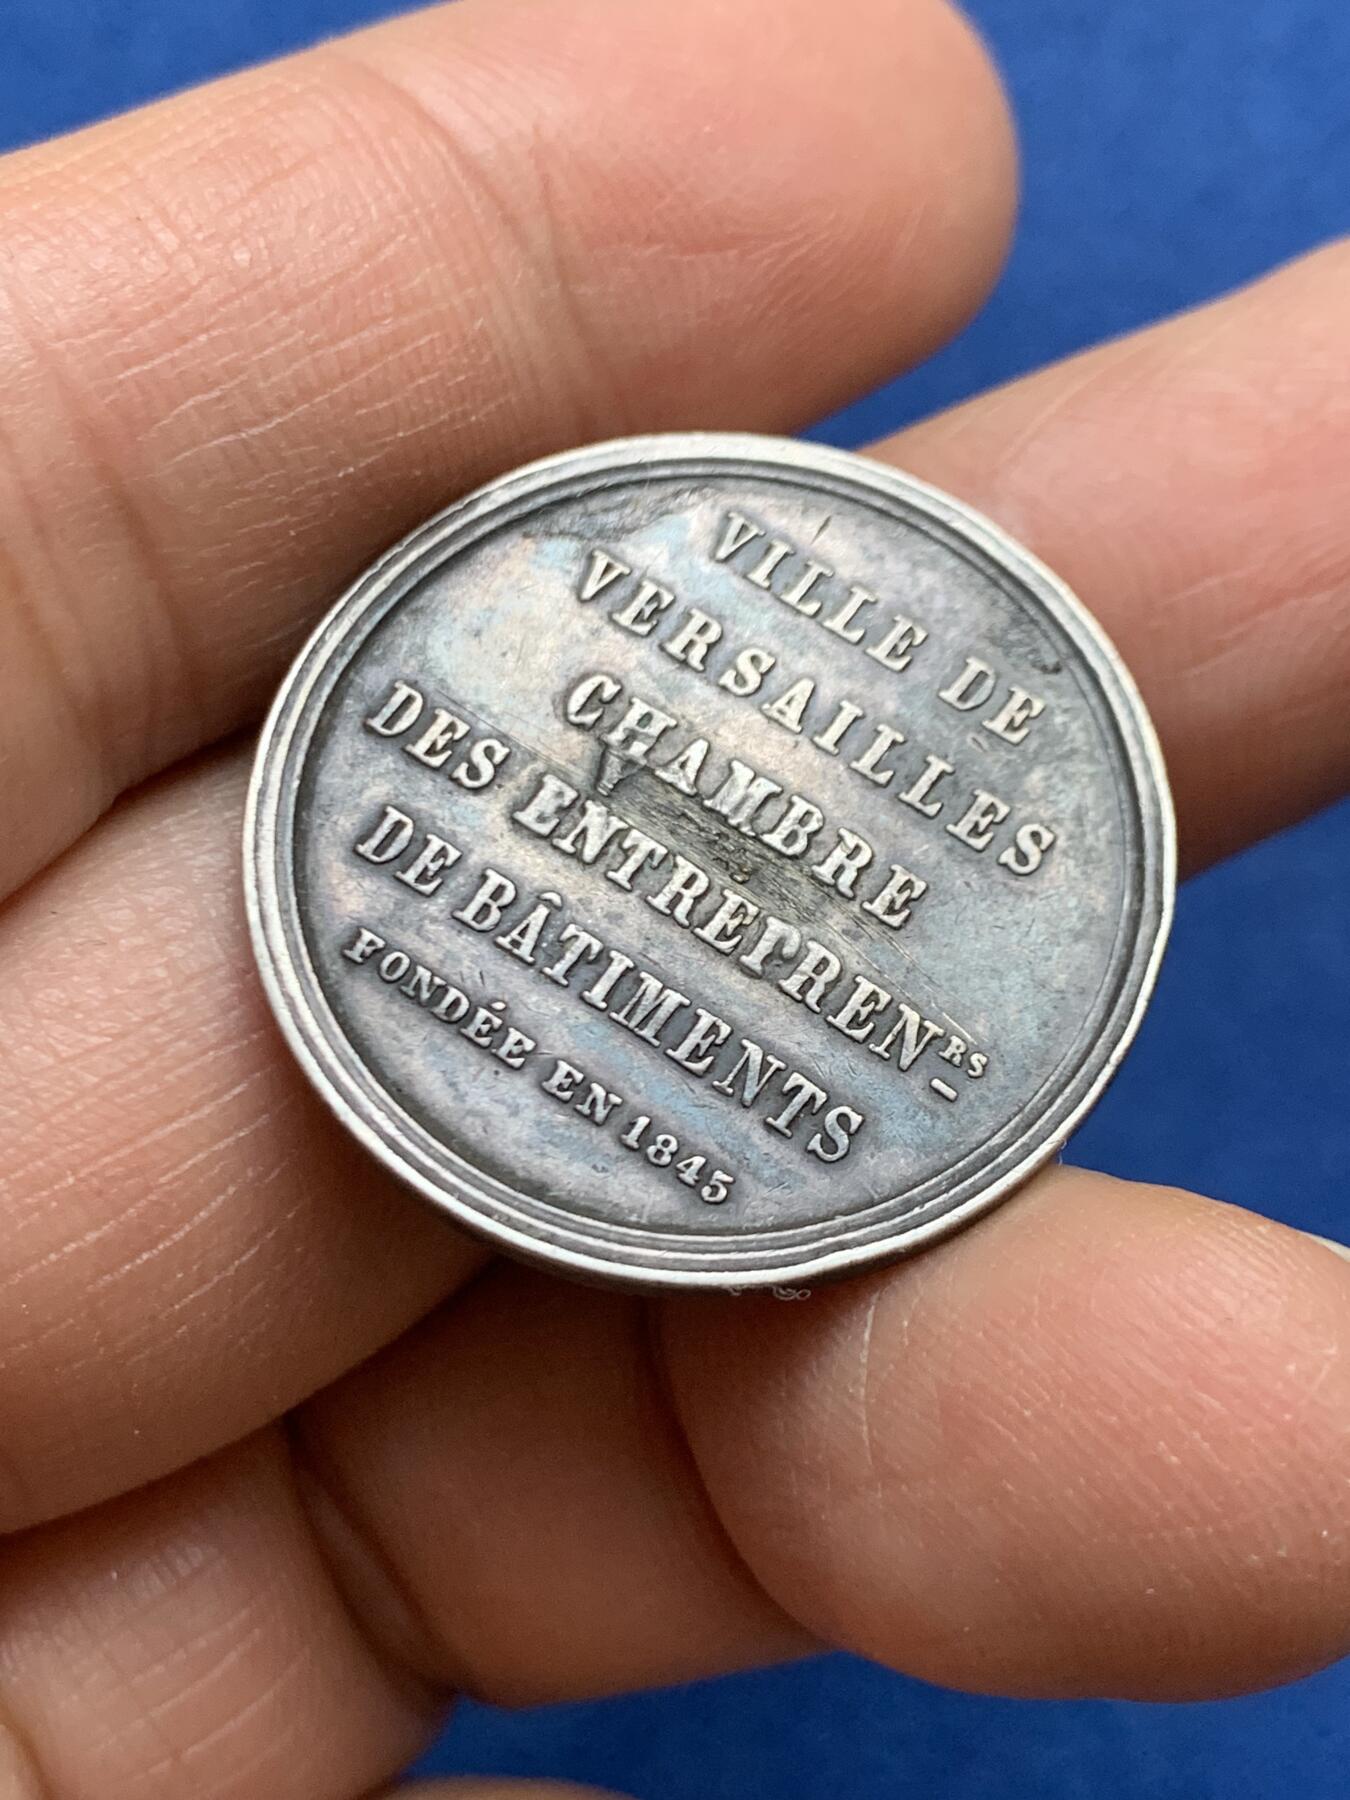 VILLE DE
VERSAILLES
CHAMBRE
DES ENTREPRENRS
DE BÂTIMENTS
FONDÉE EN 1845